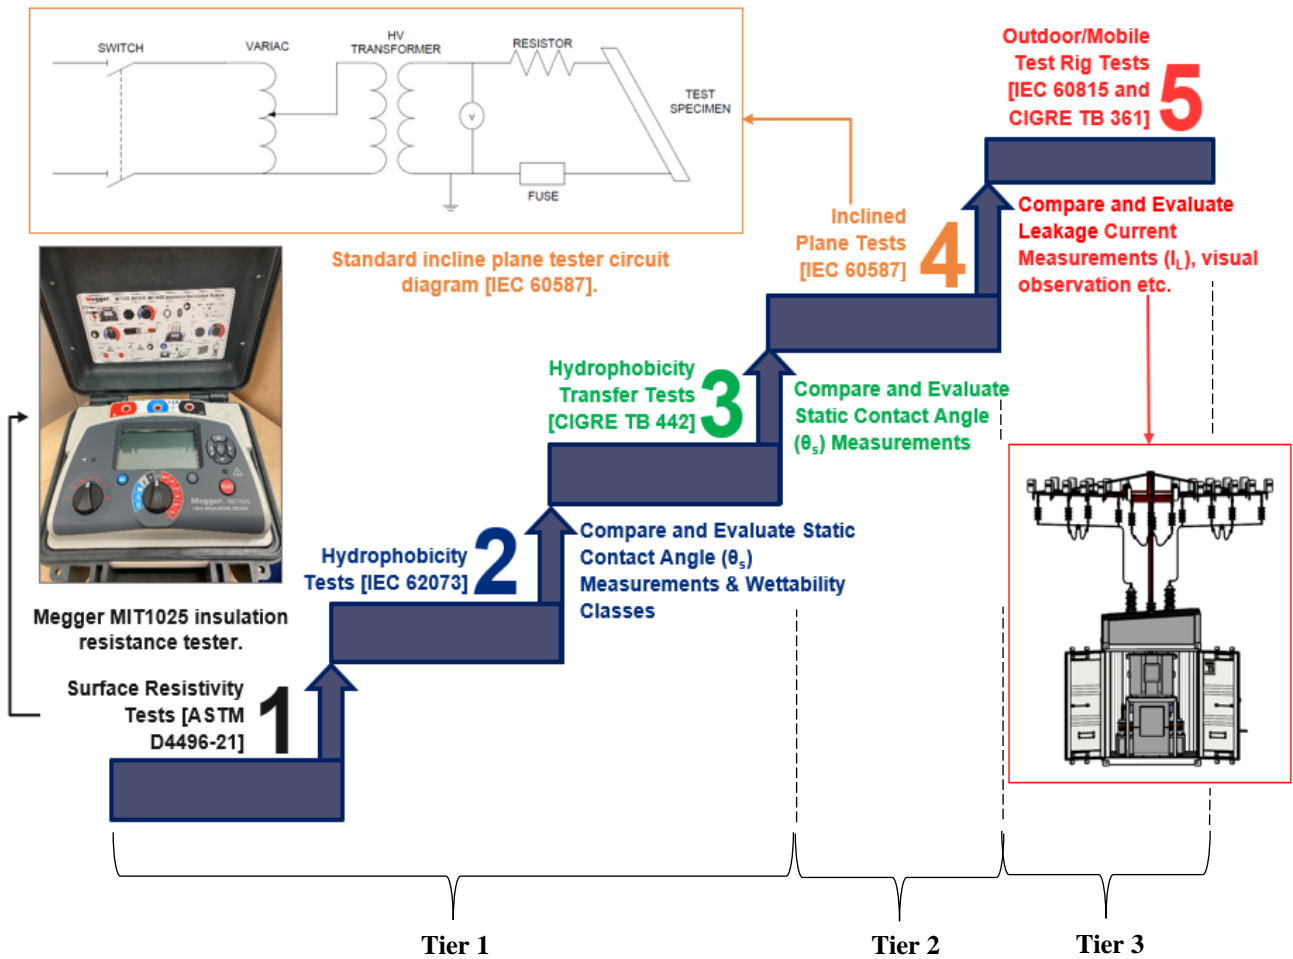 SWITCH
VARIAC
HV
TRANSFORMER
RESISTOR
V
TEST
SPECIMEN
FUSE
Standard incline plane tester circuit
diagram [IEC 60587].
Outdoor/Mobile
Test Rig Tests
[IEC 60815 and
CIGRE TB 361]
5
Compare and Evaluate
Leakage Current
Measurements (IL), visual
observation etc.
Inclined
Plane Tests
[IEC 60587]
4
Hydrophobicity
Transfer Tests
[CIGRE TB 442]
3
Compare and Evaluate
Static Contact Angle
(θs) Measurements
Hydrophobicity
Tests [IEC 62073]
2
Compare and Evaluate Static
Contact Angle (θs)
Measurements & Wettability
Classes
Megger.
Megger. MIT1025
TEST
Megger MIT1025 insulation
resistance tester.
Surface Resistivity
Tests [ASTM
D4496-21]
1
Tier 1
Tier 2
Tier 3